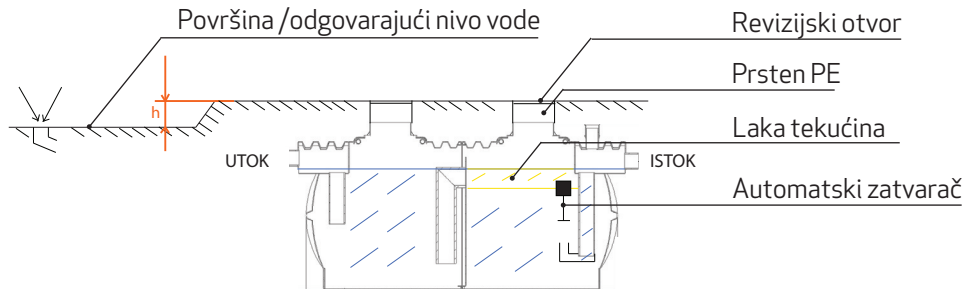 Površina /odgovarajući nivo vode
Revizijski otvor
Prsten PE
h
Laka tekućina
UTOK
ISTOK
Automatski zatvarač